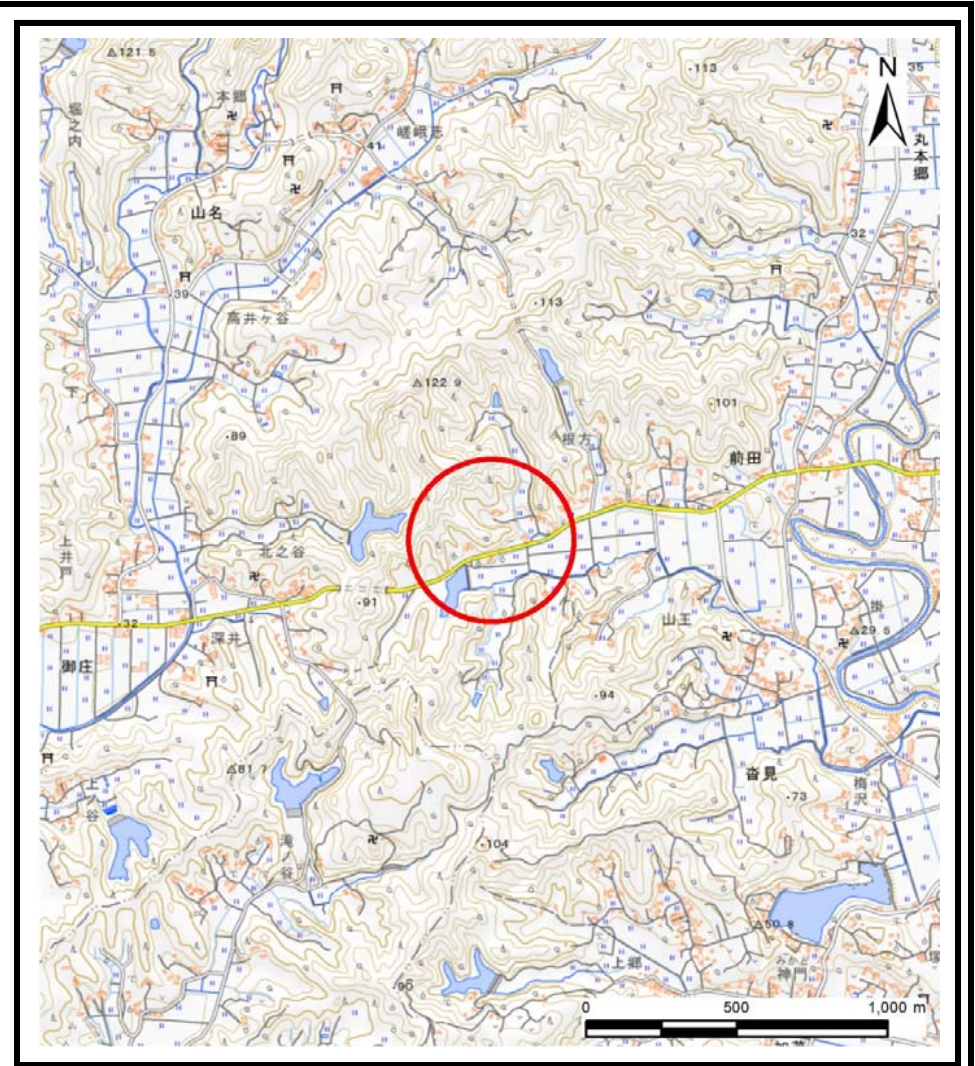 121.5
113
N
35
本郷
堀之内
嵯峨志
41
丸本郷
山名
32
39
113
高井ヶ谷
122.9
下
101
89
根方
前田
上井戸
北之谷
91
掛
32
深井
山王
29.5
御庄
94
81.7
沓見
上ノ谷
73
梅沢
滝ノ谷
104
50.8
みかど
神門
塚
上郷
90
0 500 1,000 m